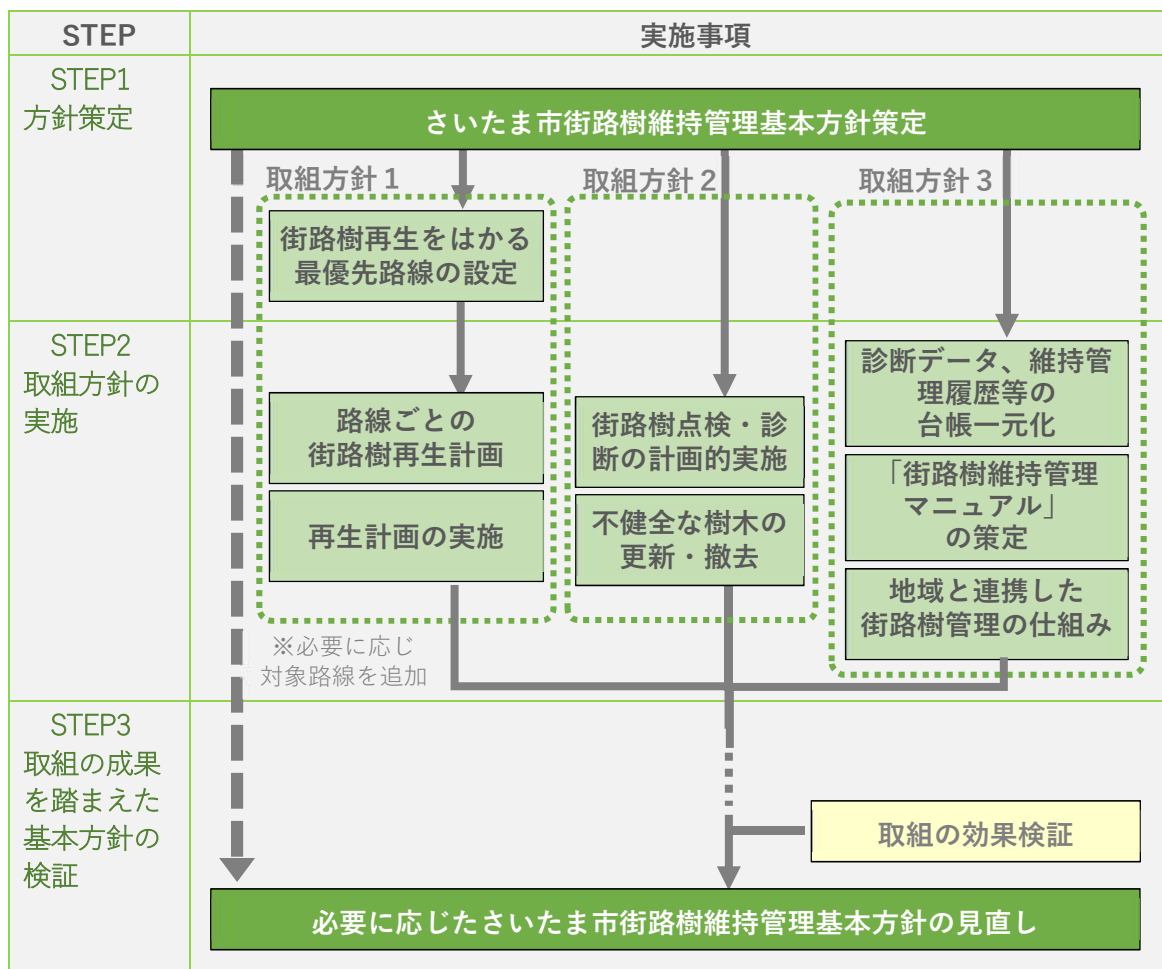 STEP
実施事項
STEP1
方針策定
さいたま市街路樹維持管理基本方針策定
取組方針１
取組方針２
取組方針３
街路樹再生をはかる
最優先路線の設定
STEP2
取組方針の
実施
路線ごとの
街路樹再生計画
再生計画の実施
※必要に応じ
対象路線を追加
街路樹点検・診
断の計画的実施
不健全な樹木の
更新・撤去
診断データ、維持管
理履歴等の
台帳一元化
「街路樹維持管理
マニュアル」
の策定
地域と連携した
街路樹管理の仕組み
STEP3
取組の成果
を踏まえた
基本方針の
検証
取組の効果検証
必要に応じたさいたま市街路樹維持管理基本方針の見直し